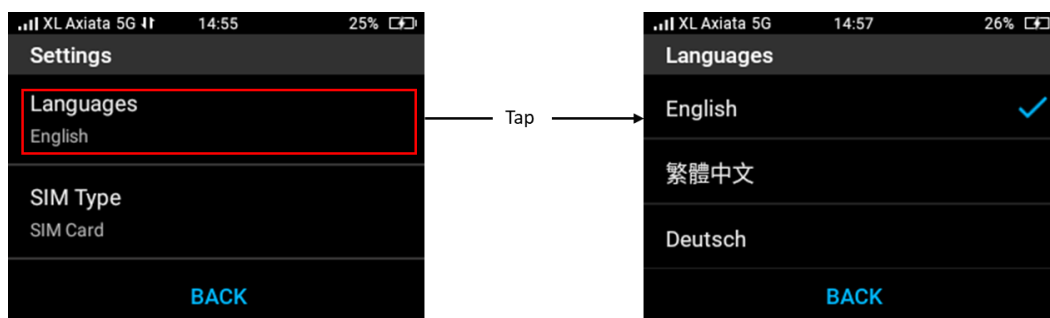 XL Axiata 5G 14:55 25%
Settings
Languages
English
SIM Type
SIM Card
BACK
Tap
XL Axiata 5G 14:57 26%
Languages
English
繁體中文
Deutsch
BACK